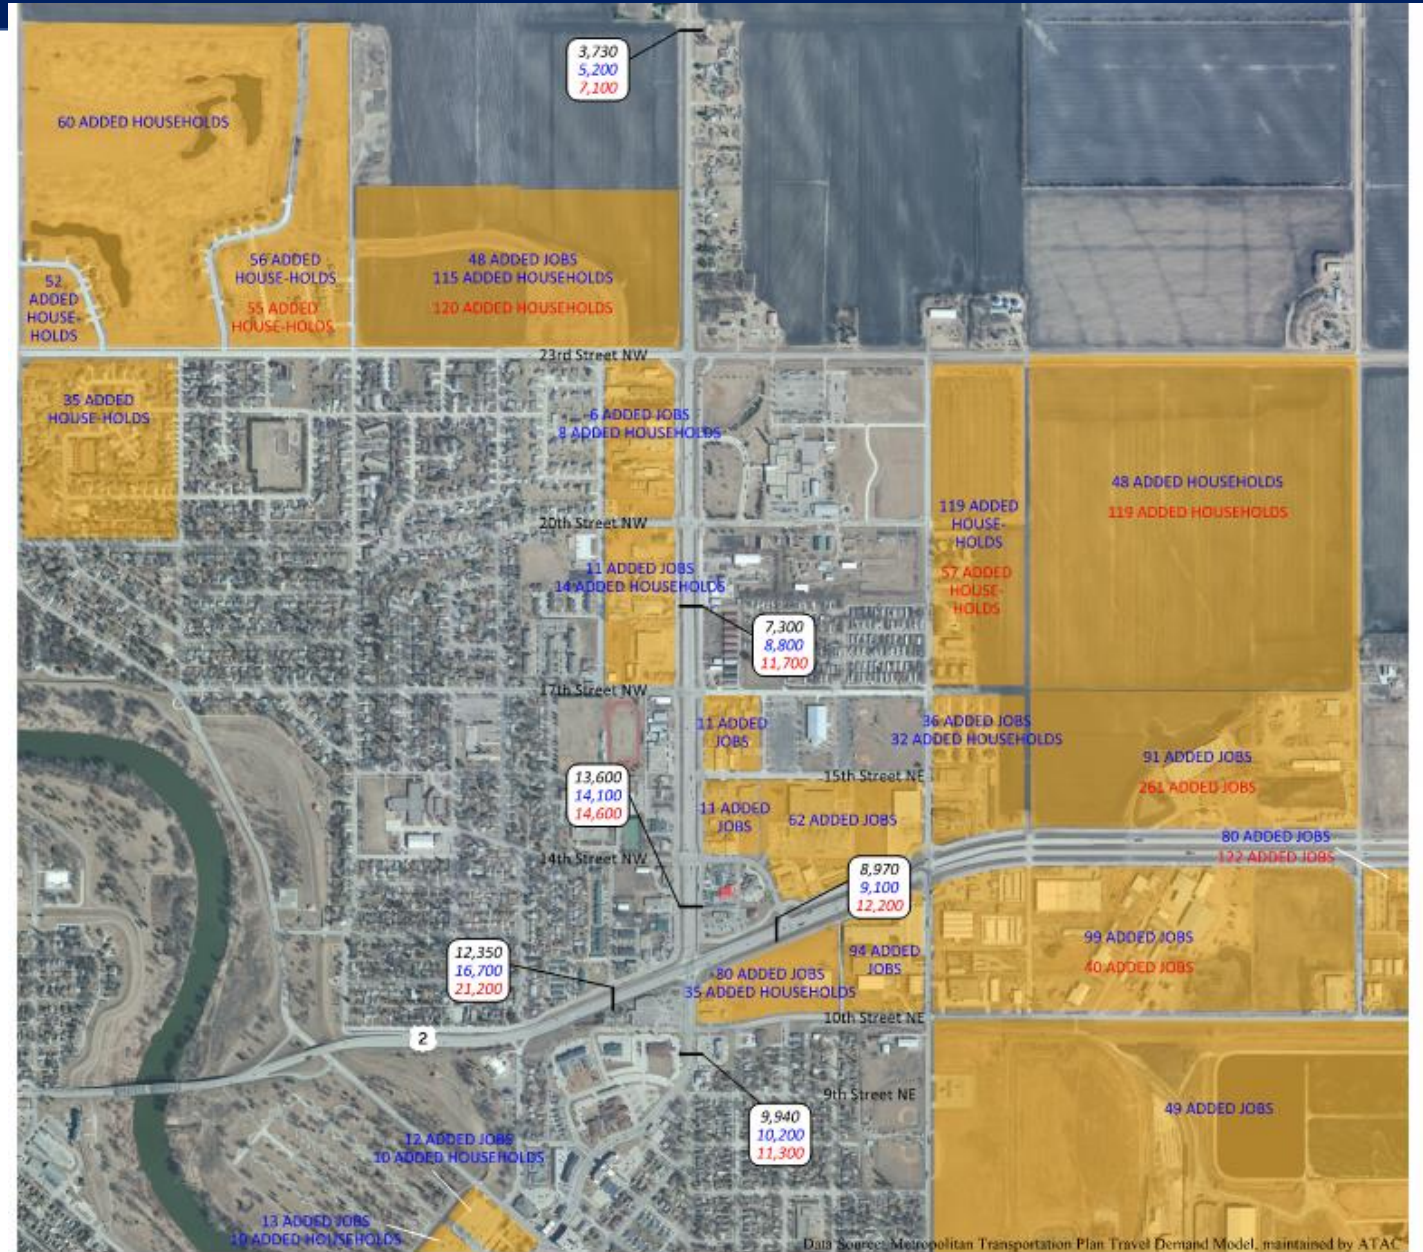 3,730
5,200
7,100
60 ADDED HOUSEHOLDS
52
ADDED
HOUSE-
HOLDS
56 ADDED
HOUSE-HOLDS
55 ADDED
HOUSE-HOLDS
48 ADDED JOBS
115 ADDED HOUSEHOLDS
120 ADDED HOUSEHOLDS
23rd Street NW
35 ADDED
HOUSE-HOLDS
-6 ADDED JOBS
8 ADDED HOUSEHOLDS
119 ADDED
HOUSE-
HOLDS
57 ADDED
HOUSE-
HOLDS
48 ADDED HOUSEHOLDS
119 ADDED HOUSEHOLDS
20th Street NW
11 ADDED JOBS
14 ADDED HOUSEHOLDS
7,300
8,800
11,700
17th Street NW
11 ADDED
JOBS
36 ADDED JOBS
32 ADDED HOUSEHOLDS
91 ADDED JOBS
261 ADDED JOBS
15th Street NE
13,600
14,100
14,600
11 ADDED
JOBS
62 ADDED JOBS
80 ADDED JOBS
122 ADDED JOBS
14th Street NW
8,970
9,100
12,200
12,350
16,700
21,200
-80 ADDED JOBS
35 ADDED HOUSEHOLDS
94 ADDED
JOBS
99 ADDED JOBS
40 ADDED JOBS
10th Street NE
2
9th Street NE
9,940
10,200
11,300
49 ADDED JOBS
12 ADDED JOBS
10 ADDED HOUSEHOLDS
13 ADDED JOBS
10 ADDED HOUSEHOLDS
Data Source: Metropolitan Transportation Plan Travel Demand Model, maintained by ATAC